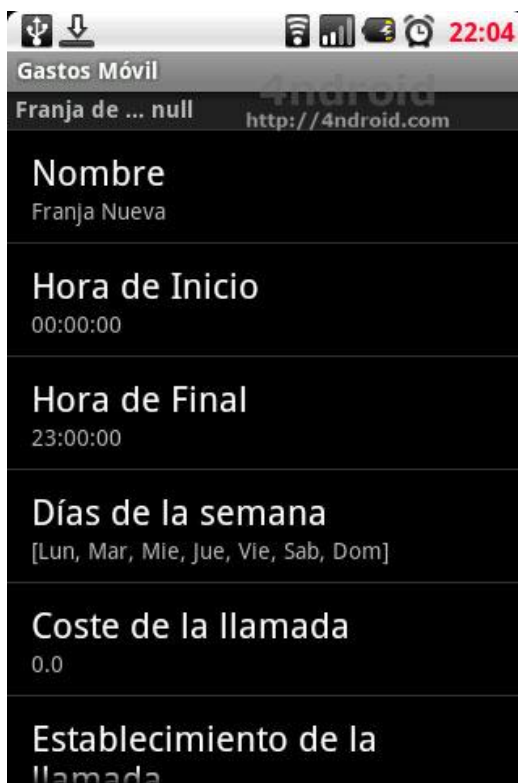 22:04
Gastos Móvil
4ndroid
Franja de ... null
http://4ndroid.com
Nombre
Franja Nueva
Hora de Inicio
00:00:00
Hora de Final
23:00:00
Días de la semana
[Lun, Mar, Mie, Jue, Vie, Sab, Dom]
Coste de la llamada
0.0
Establecimiento de la
llamada